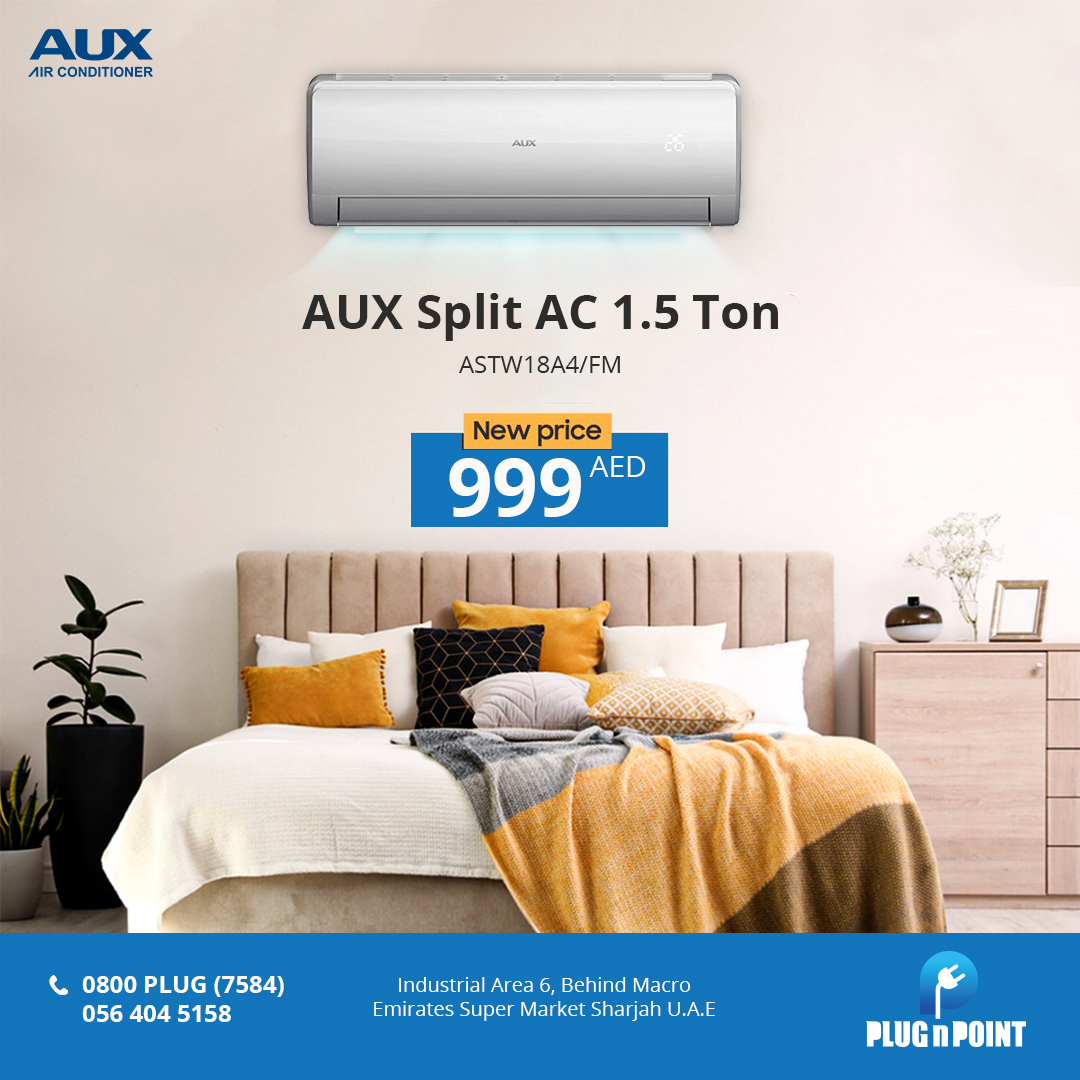 AUX
AIR CONDITIONER
AUX
26
AUX Split AC 1.5 Ton
ASTW18A4/FM
New price
999 AED
0800 PLUG (7584)
056 404 5158
Industrial Area 6, Behind Macro
Emirates Super Market Sharjah U.A.E
PLUG n POINT